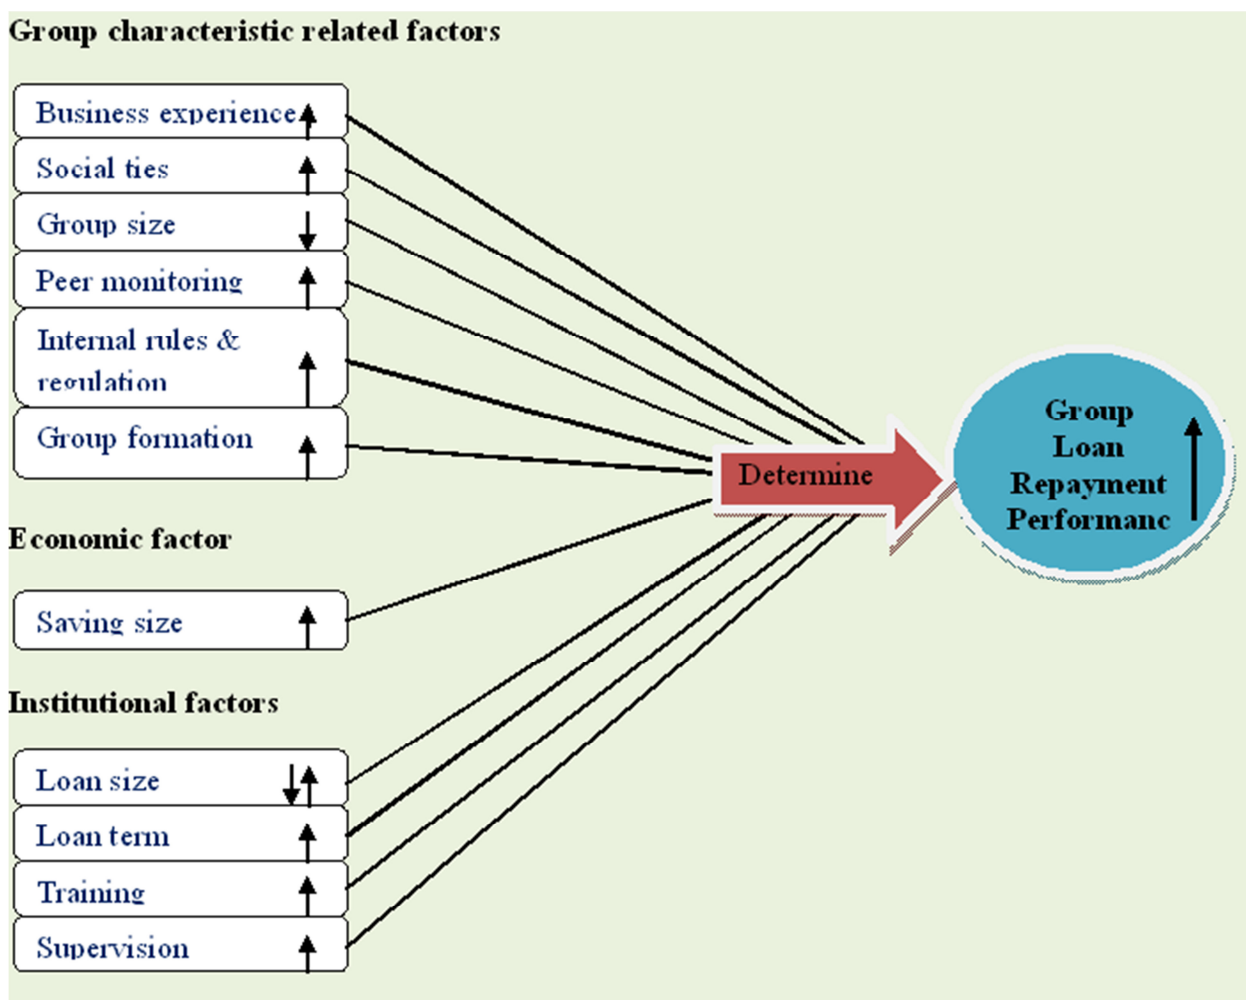 Group characteristic related factors
Business experience
Social ties
Group size
Peer monitoring
Internal rules &
regulation
Group formation
Economic factor
Saving size
Institutional factors
Loan size
Loan term
Training
Supervision
Determine
Group
Loan
Repayment
Performanc